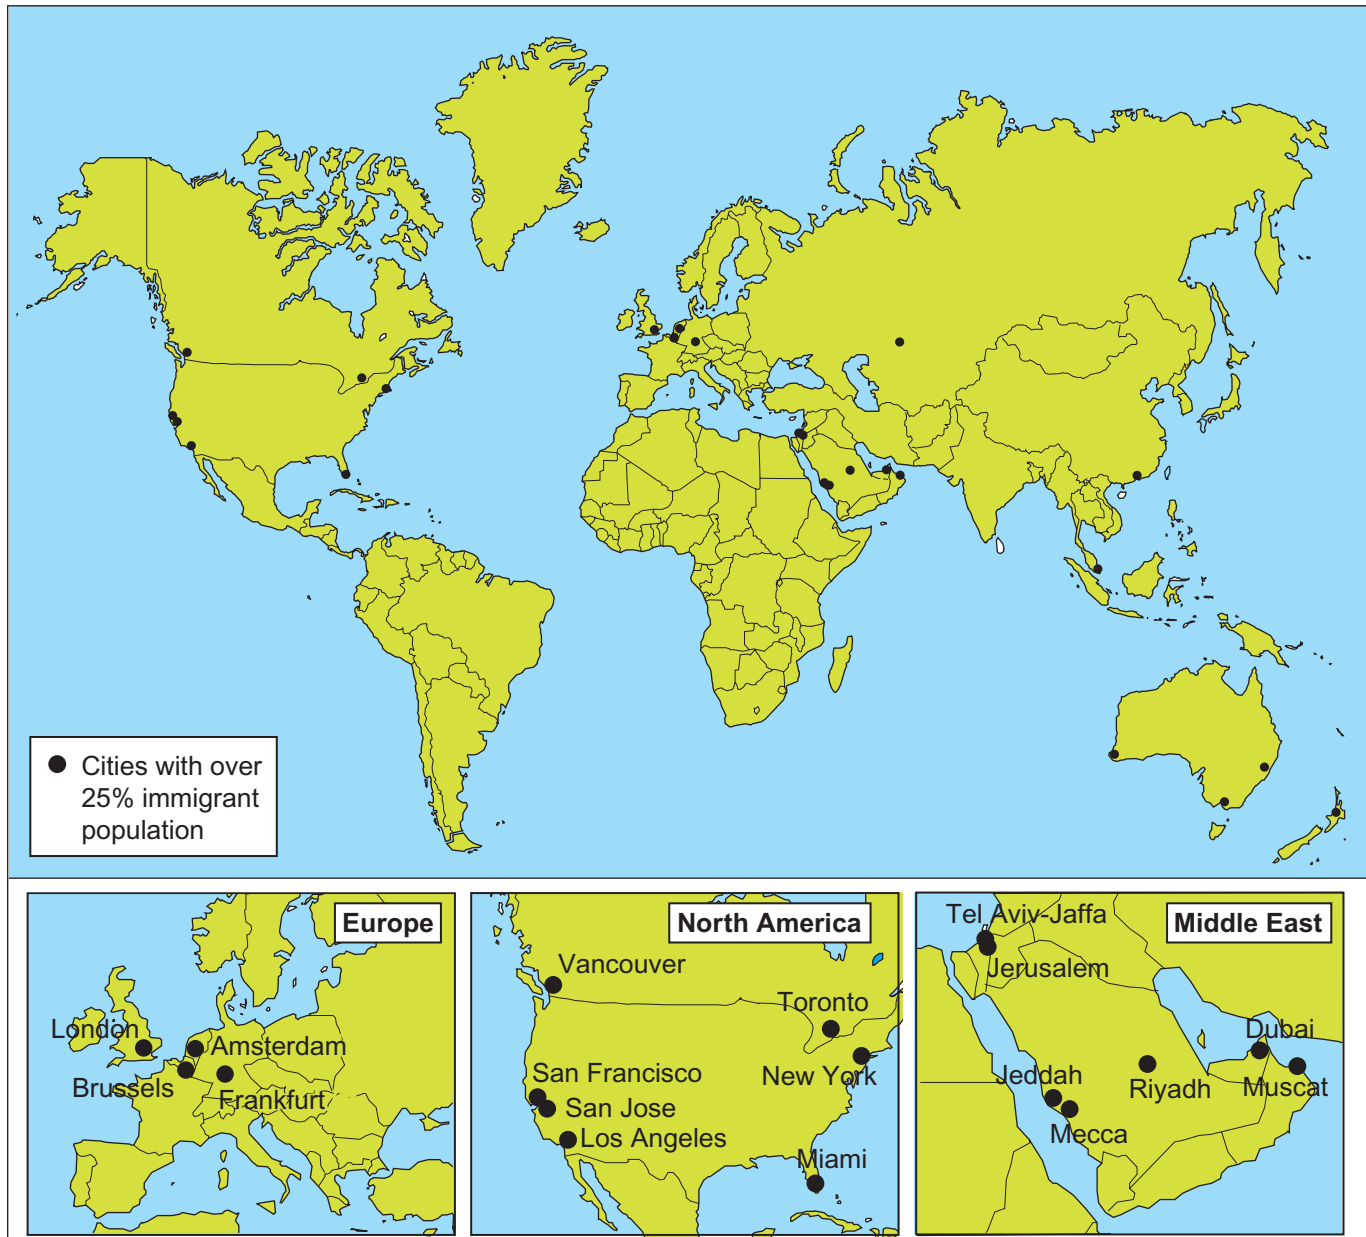 Cities with over
25% immigrant
population
Europe
London
Amsterdam
Brussels
Frankfurt
North America
Vancouver
Toronto
New York
San Francisco
San Jose
Los Angeles
Miami
Middle East
Tel Aviv-Jaffa
Jerusalem
Dubai
Jeddah
Riyadh
Muscat
Mecca